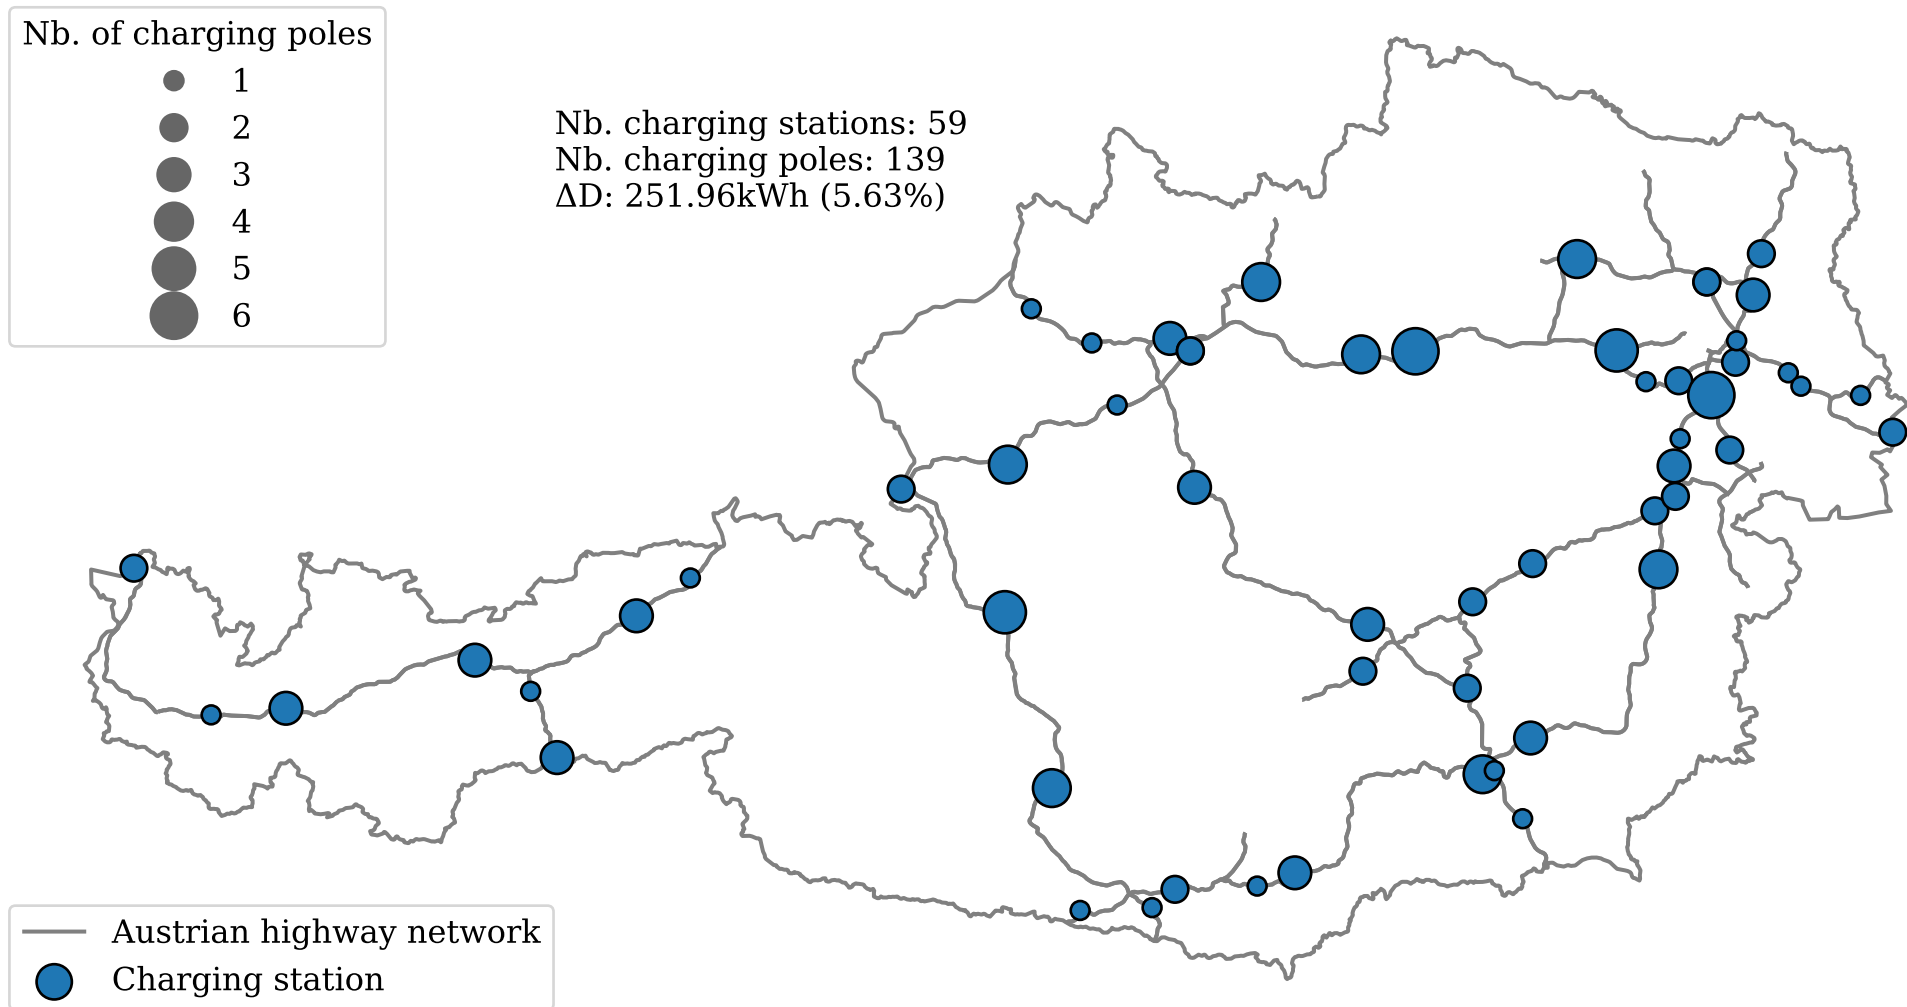 Nb. of charging poles
1
2
3
4
5
6
Nb. charging stations: 59
Nb. charging poles: 139
ΔD: 251.96kWh (5.63%)
Austrian highway network
Charging station